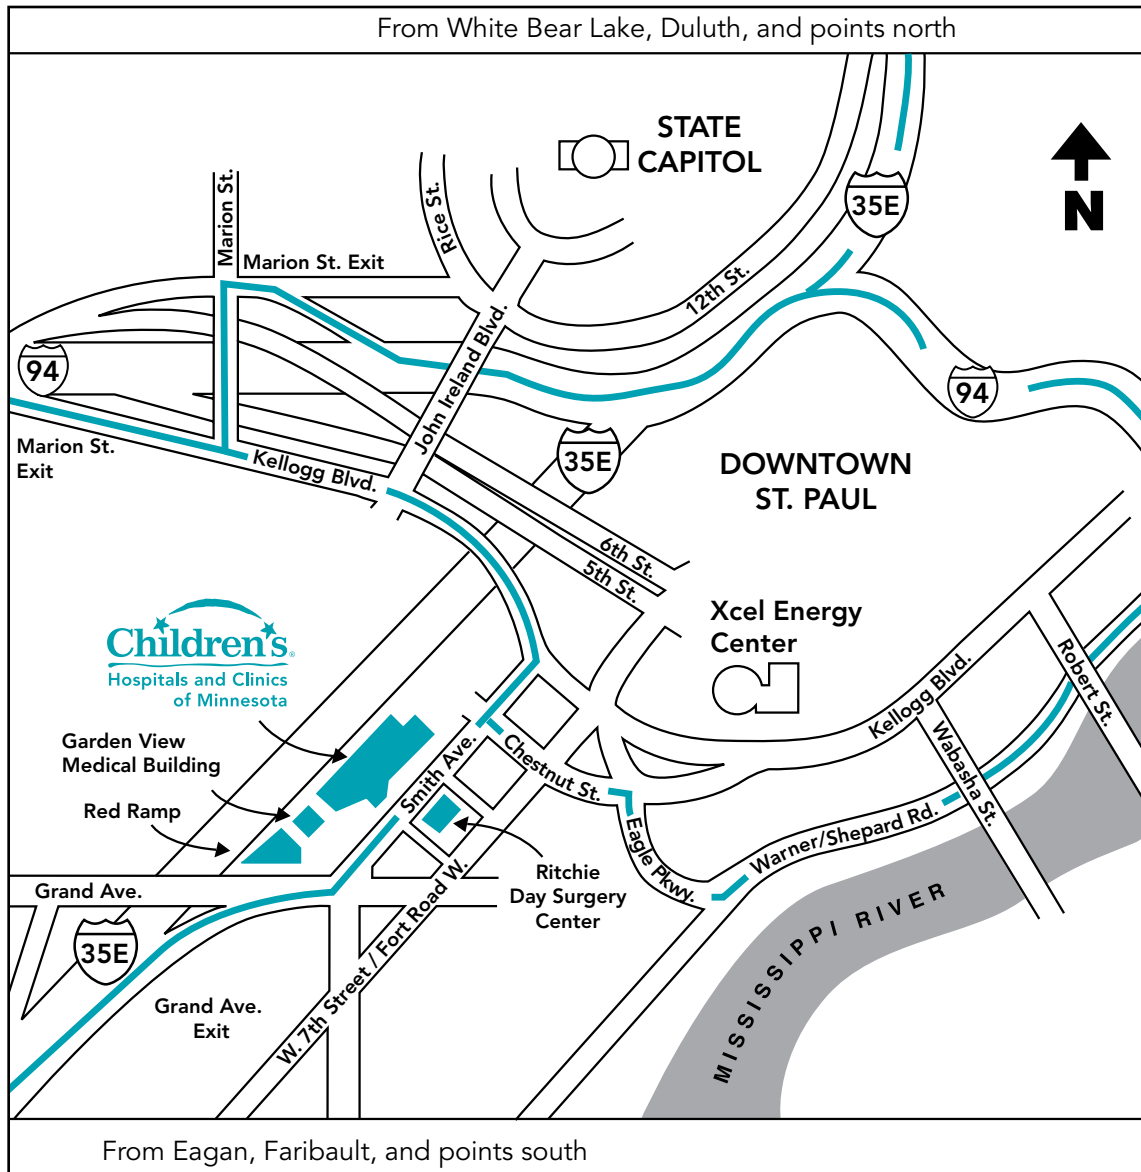 From White Bear Lake, Duluth, and points north
STATE
CAPITOL
35E
N
Marion St.
Rice St.
Marion St. Exit
12th St.
John Ireland Blvd.
94
94
Marion St.
Exit
Kellogg Blvd.
35E
DOWNTOWN
ST. PAUL
6th St.
5th St.
Xcel Energy
Center
Children's®
Hospitals and Clinics
of Minnesota
Kellogg Blvd.
Robert St.
Wabasha St.
Garden View
Medical Building
Red Ramp
Smith Ave.
Chestnut St.
Eagle Pkwy.
Warner/Shepard Rd.
Ritchie
Day Surgery
Center
Grand Ave.
35E
W. 7th Street / Fort Road W.
Grand Ave.
Exit
MISSISSIPPI RIVER
From Eagan, Faribault, and points south